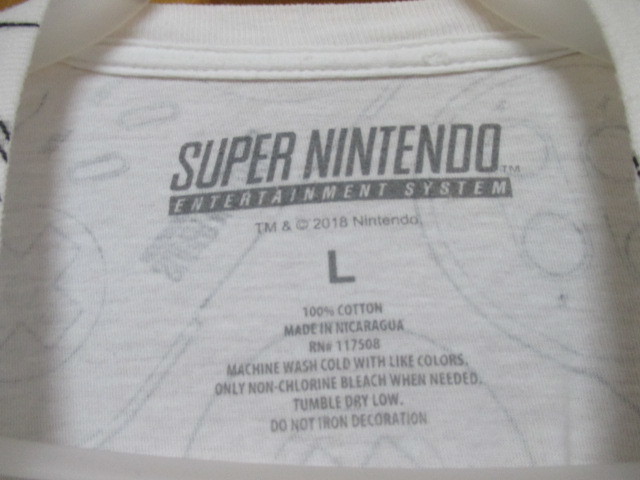 SUPER NINTENDO™
ENTERTAINMENT SYSTEM
TM & © 2018 Nintendo.
L
100% COTTON
MADE IN NICARAGUA
RN# 117508
MACHINE WASH COLD WITH LIKE COLORS.
ONLY NON-CHLORINE BLEACH WHEN NEEDED.
TUMBLE DRY LOW.
DO NOT IRON DECORATION